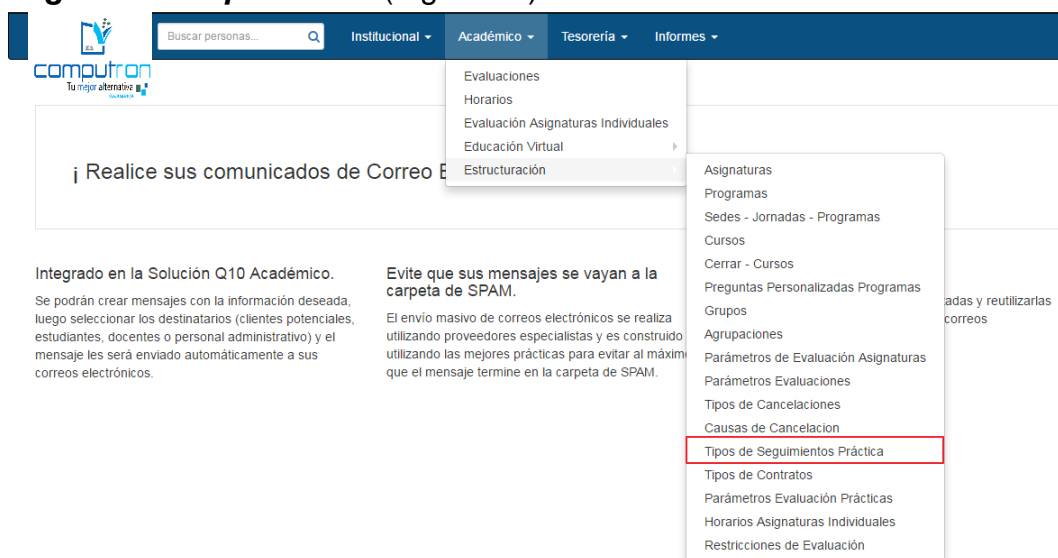 Buscar personas...
Institucional
Académico
Tesorería
Informes
computron
Tu mejor alternativa
Evaluaciones
Horarios
Evaluación Asignaturas Individuales
Educación Virtual
Estructuración
¡ Realice sus comunicados de Correo
Asignaturas
Programas
Sedes - Jornadas - Programas
Cursos
Cerrar - Cursos
Preguntas Personalizadas Programas
Grupos
Agrupaciones
Parámetros de Evaluación Asignaturas
Parámetros Evaluaciones
Tipos de Cancelaciones
Causas de Cancelacion
Tipos de Seguimientos Práctica
Tipos de Contratos
Parámetros Evaluación Prácticas
Horarios Asignaturas Individuales
Restricciones de Evaluación
Integrado en la Solución Q10 Académico.
Se podrán crear mensajes con la información deseada,
luego seleccionar los destinatarios (clientes potenciales,
estudiantes, docentes o personal administrativo) y el
mensaje les será enviado automáticamente a sus
correos electrónicos.
Evite que sus mensajes se vayan a la
carpeta de SPAM.
El envío masivo de correos electrónicos se realiza
utilizando proveedores especialistas y es construido
utilizando las mejores prácticas para evitar al máximo
que el mensaje termine en la carpeta de SPAM.
adas y reutilizarlas
correos